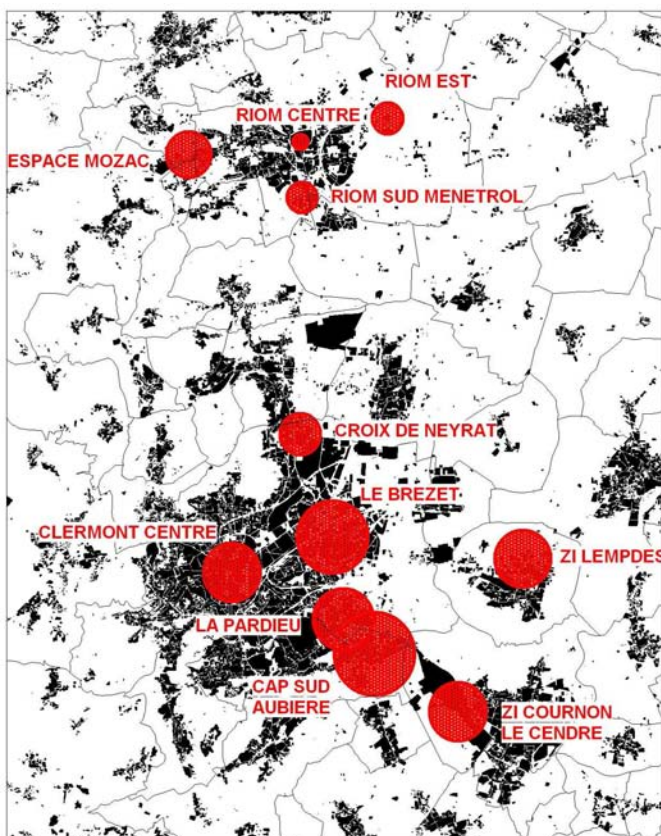 RIOM EST
RIOM CENTRE
ESPACE MOZAC
RIOM SUD MENETROL
CROIX DE NEYRAT
LE BREZET
CLERMONT CENTRE
ZI LEMPDES
LA PARDIEU
CAP SUD
AUBIERE
ZI COURNON
LE CENDRE